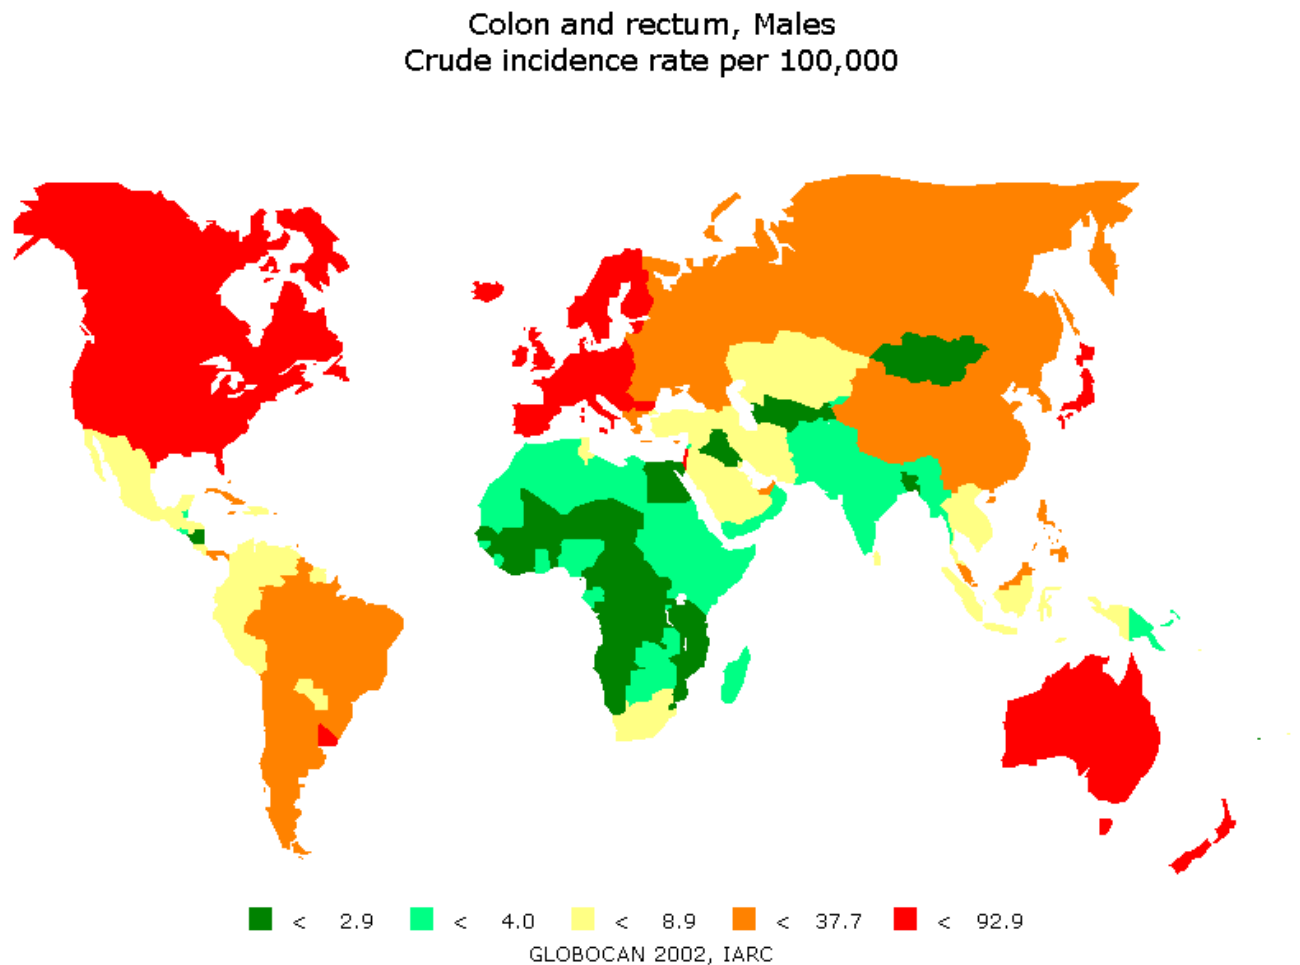 Colon and rectum, Males
Crude incidence rate per 100,000
< 2.9 < 4.0 < 8.9 < 37.7 < 92.9
GLOBOCAN 2002, IARC